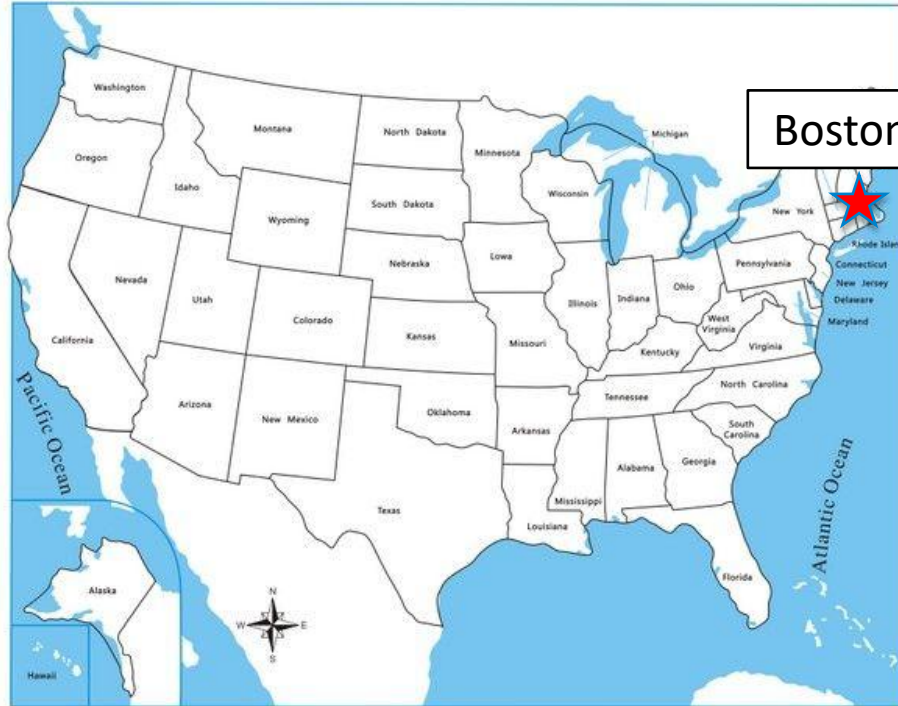 Washington
Montana
North Dakota
Minnesota
Michigan
Boston
Oregon
Idaho
Wyoming
South Dakota
Wisconsin
New York
Rhode Islan
Nevada
Utah
Colorado
Nebraska
Iowa
Illinois
Indiana
Ohio
Pennsylvania
Connecticut
New Jersey
Delaware
Maryland
California
Kansas
Missouri
Kentucky
West
Virginia
Virginia
Arizona
New Mexico
Oklahoma
Arkansas
Tennessee
North Carolina
South
Carolina
Texas
Louisiana
Mississippi
Alabama
Georgia
Florida
Pacific Ocean
Atlantic Ocean
Alaska
Hawaii
N
W
E
S